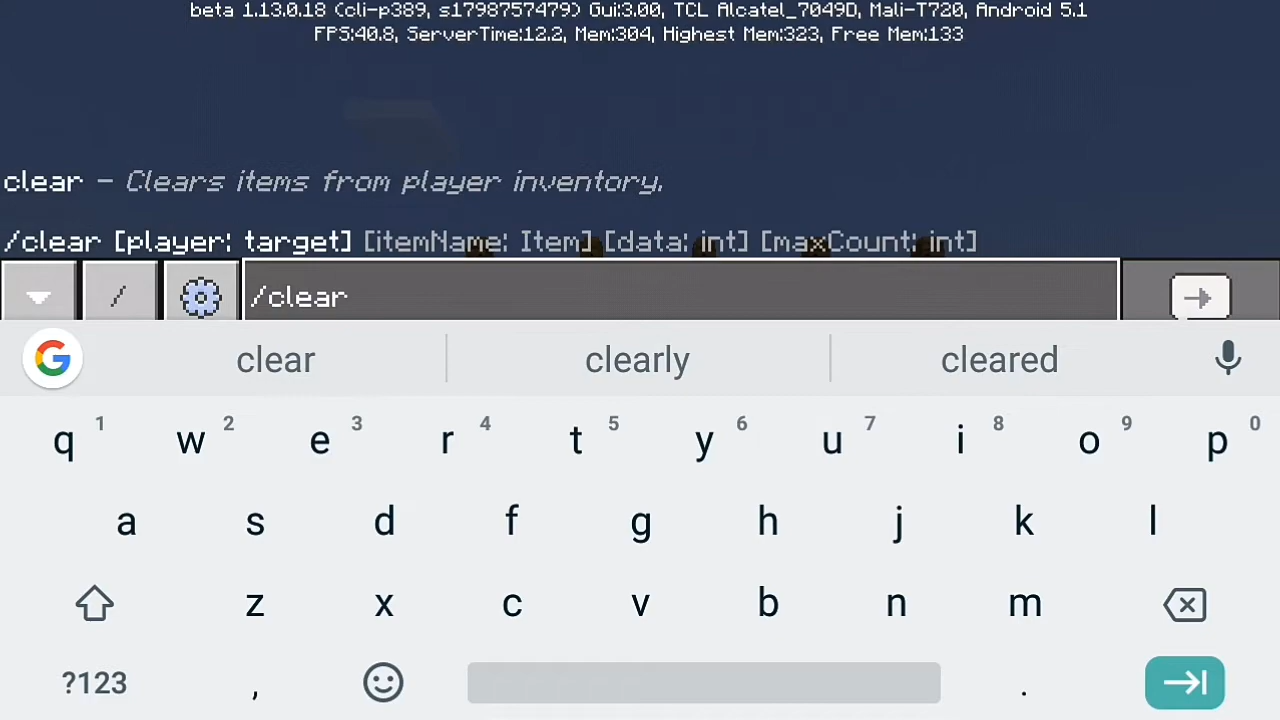 beta 1.13.0.18 (cli-p389, s1798757479) Gui:3.00, TCL Alcatel_7049D, Mali-T720, Android 5.1
FPS:40.8, ServerTime:12.2, Mem:304, Highest Mem:323, Free Mem:133
clear - Clears items from player inventory.
/clear [player: target] [itemName: Item] [data: int] [maxCount: int]
/ /clear
G clear clearly cleared
q 1 w 2 e 3 r 4 t 5 y 6 u 7 i 8 o 9 p 0
a s d f g h j k l
z x c v b n m
?123 , .